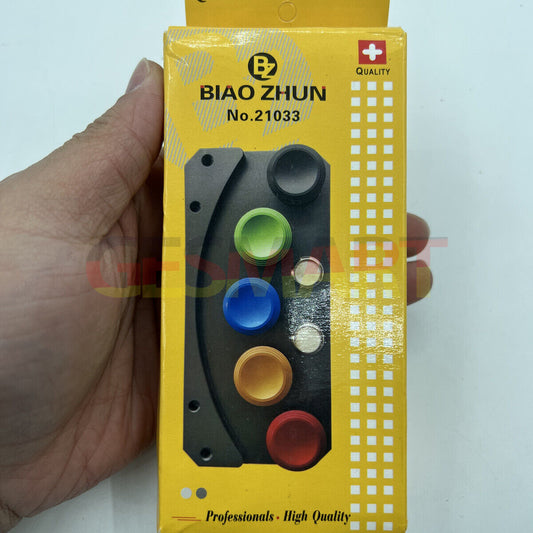 BZ
BIAO ZHUN
No.21033
QUALITY
GESMART
Professionals · High Quality